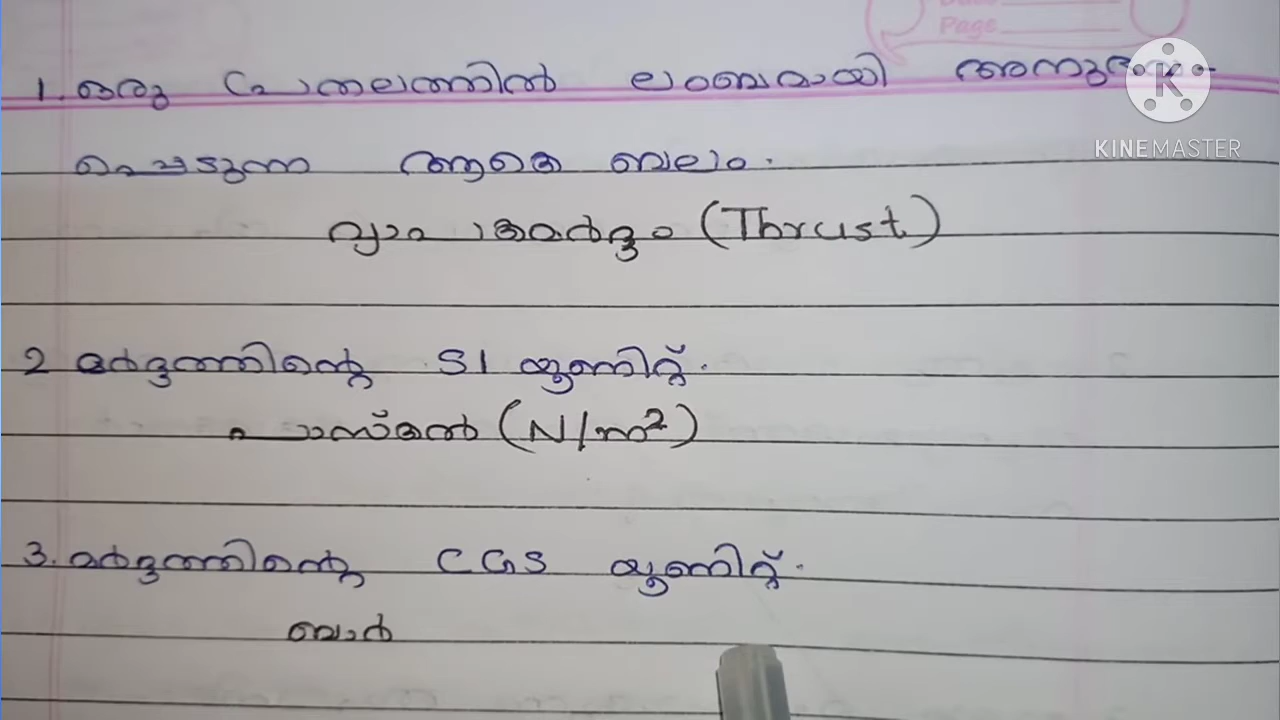 Page
1. ഒരു പ്രതലത്തിൽ ലംബമായി
പ്പെടുന്ന ആകെ ബലം.
വ്യാപകമർദ്ദം (Thrust)
2 മർദ്ദത്തിന്റെ SI യൂണിറ്റ്.
പാസ്കൽ (N/m²)
3. മർദ്ദത്തിന്റെ CGS യൂണിറ്റ്.
ബാർ
KINEMASTER